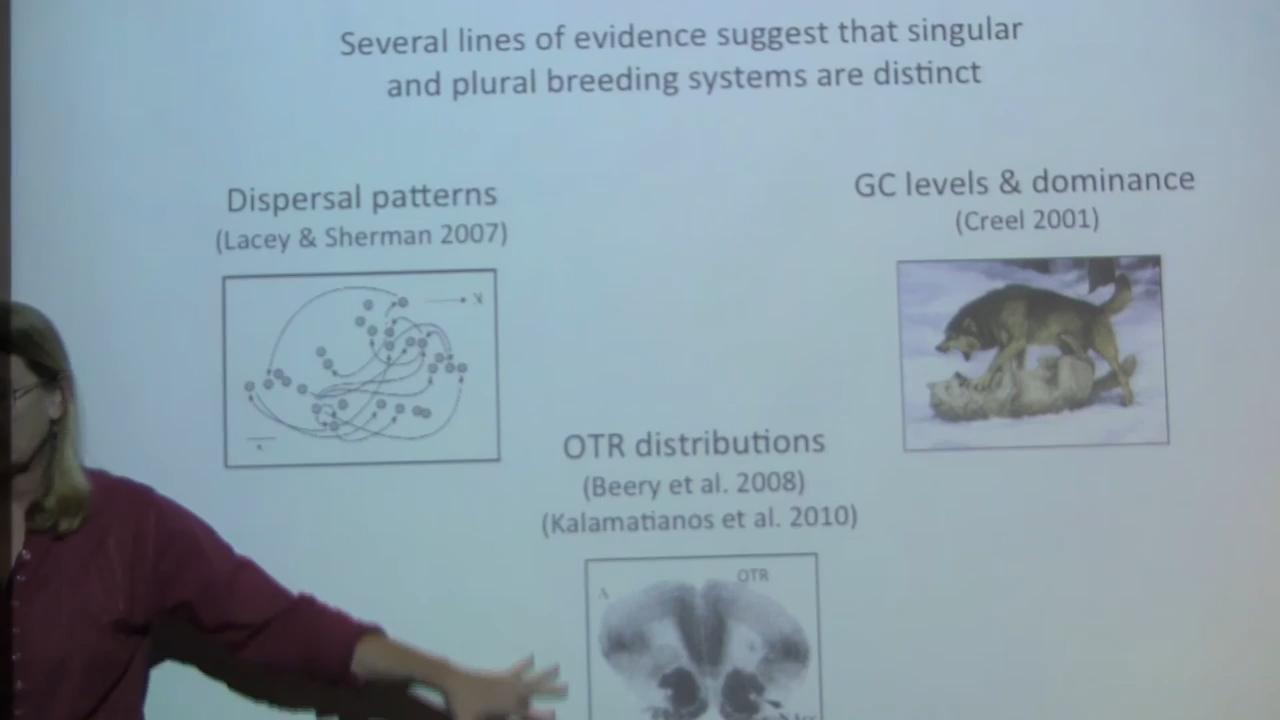 Several lines of evidence suggest that singular
and plural breeding systems are distinct
Dispersal patterns
(Lacey & Sherman 2007)
GC levels & dominance
(Creel 2001)
N
OTR distributions
(Beery et al. 2008)
(Kalamatianos et al. 2010)
A
OTR